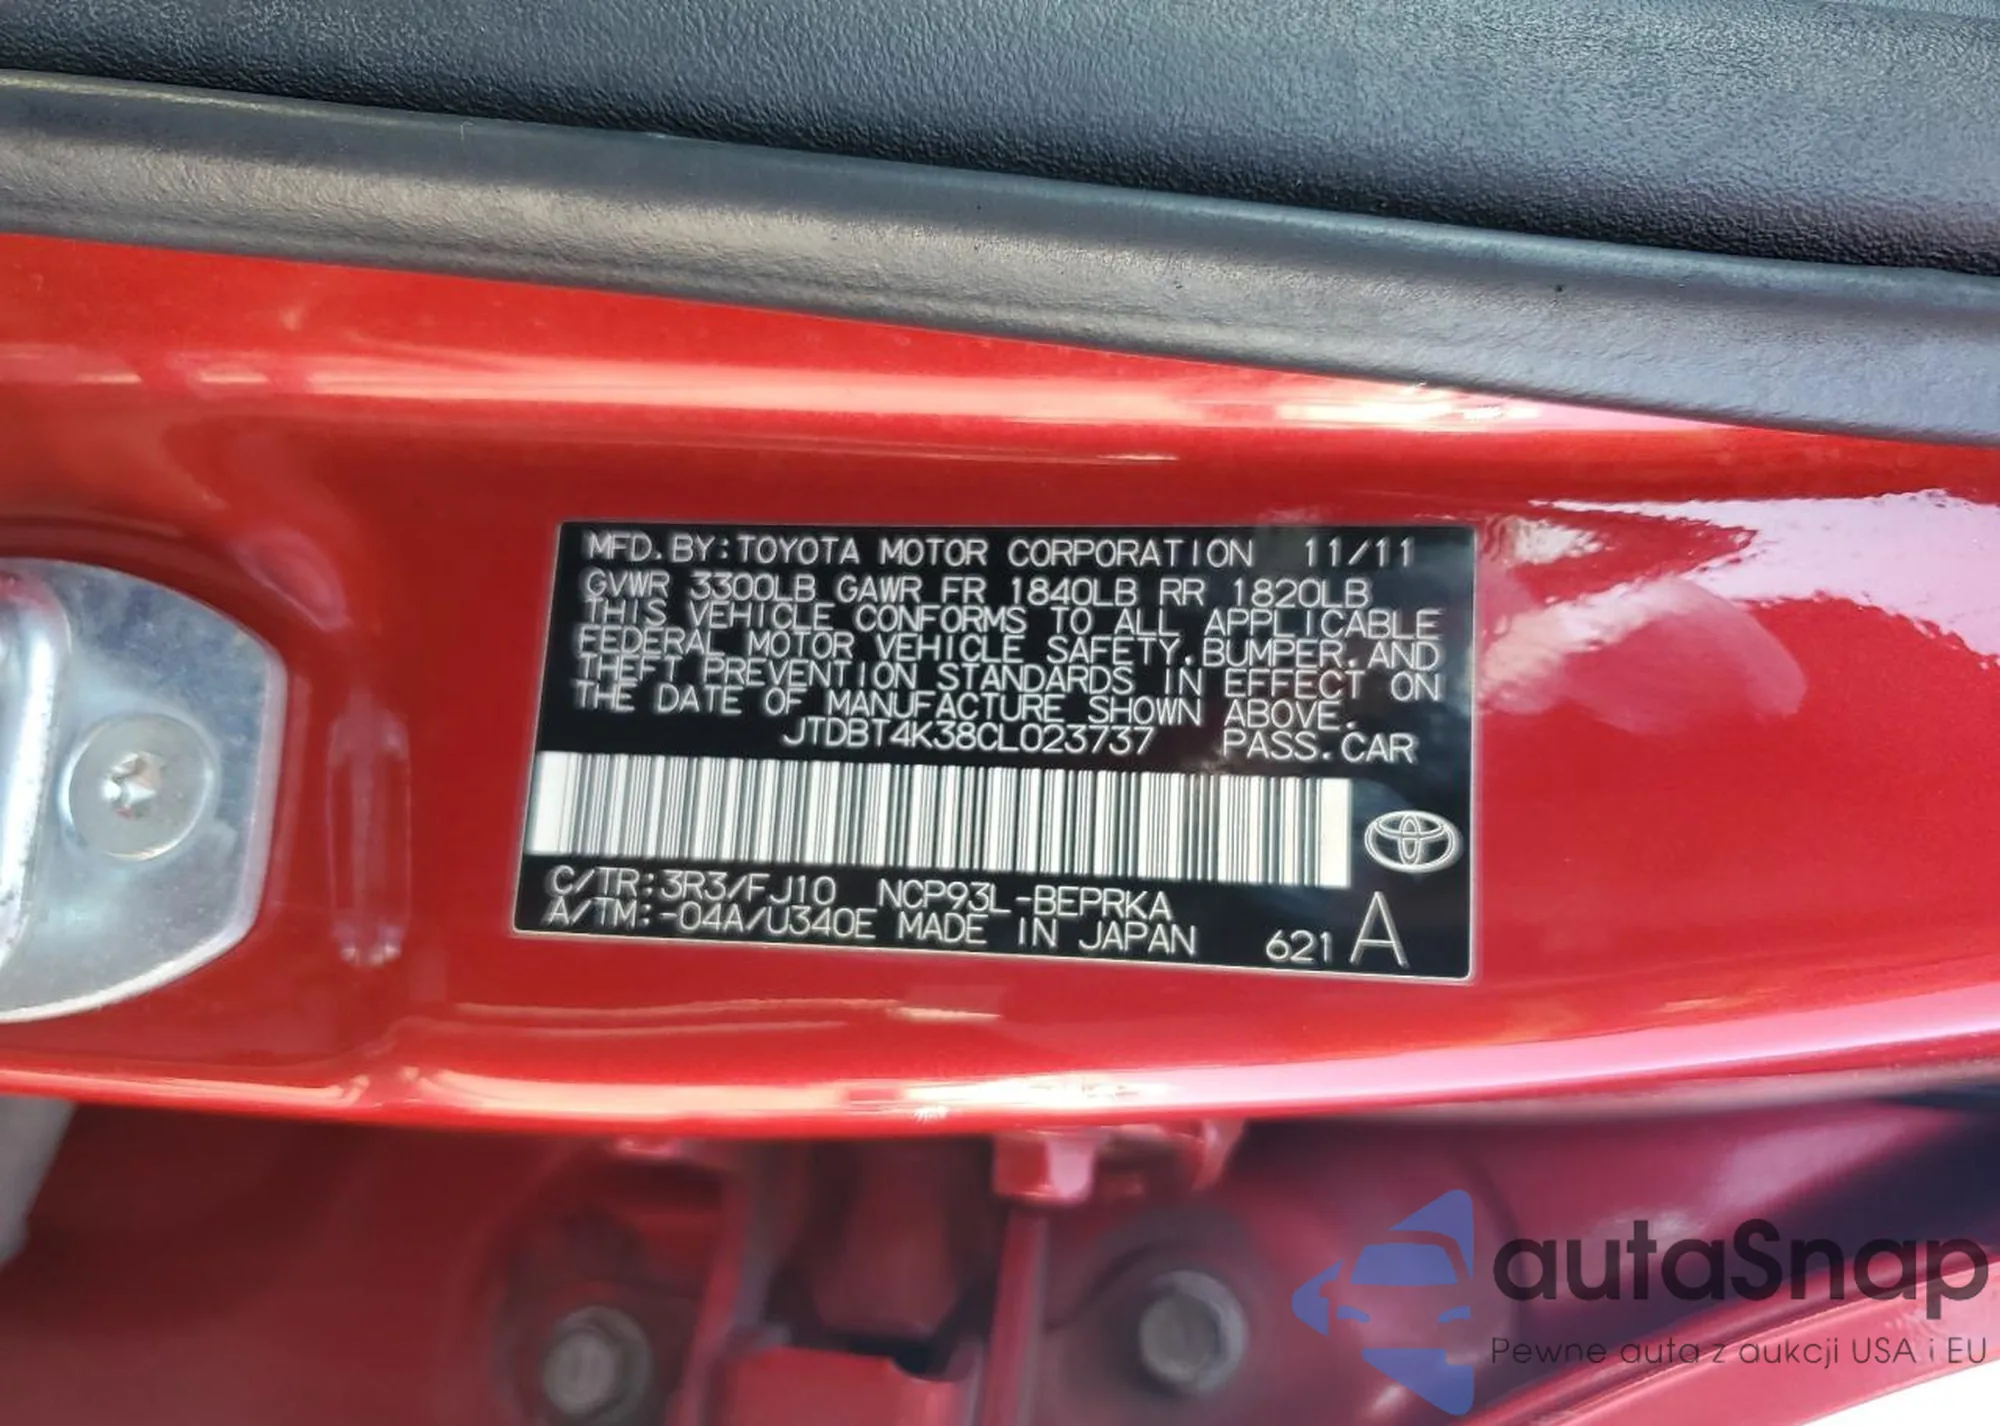 MFD.BY:TOYOTA MOTOR CORPORATION 11/11
GVWR 3300LB GAWR FR 1840LB RR 1820LB
THIS VEHICLE CONFORMS TO ALL APPLICABLE
FEDERAL MOTOR VEHICLE SAFETY,BUMPER,AND
THEFT PREVENTION STANDARDS IN EFFECT ON
THE DATE OF MANUFACTURE SHOWN ABOVE.
JTDBT4K38CL023737 PASS.CAR
C/TR:3R3/FJ10 NCP93L-BEPRKA
A/TM:-04A/U340E MADE IN JAPAN 621 A
autaSnap
Pewne auta z aukcji USA i EU